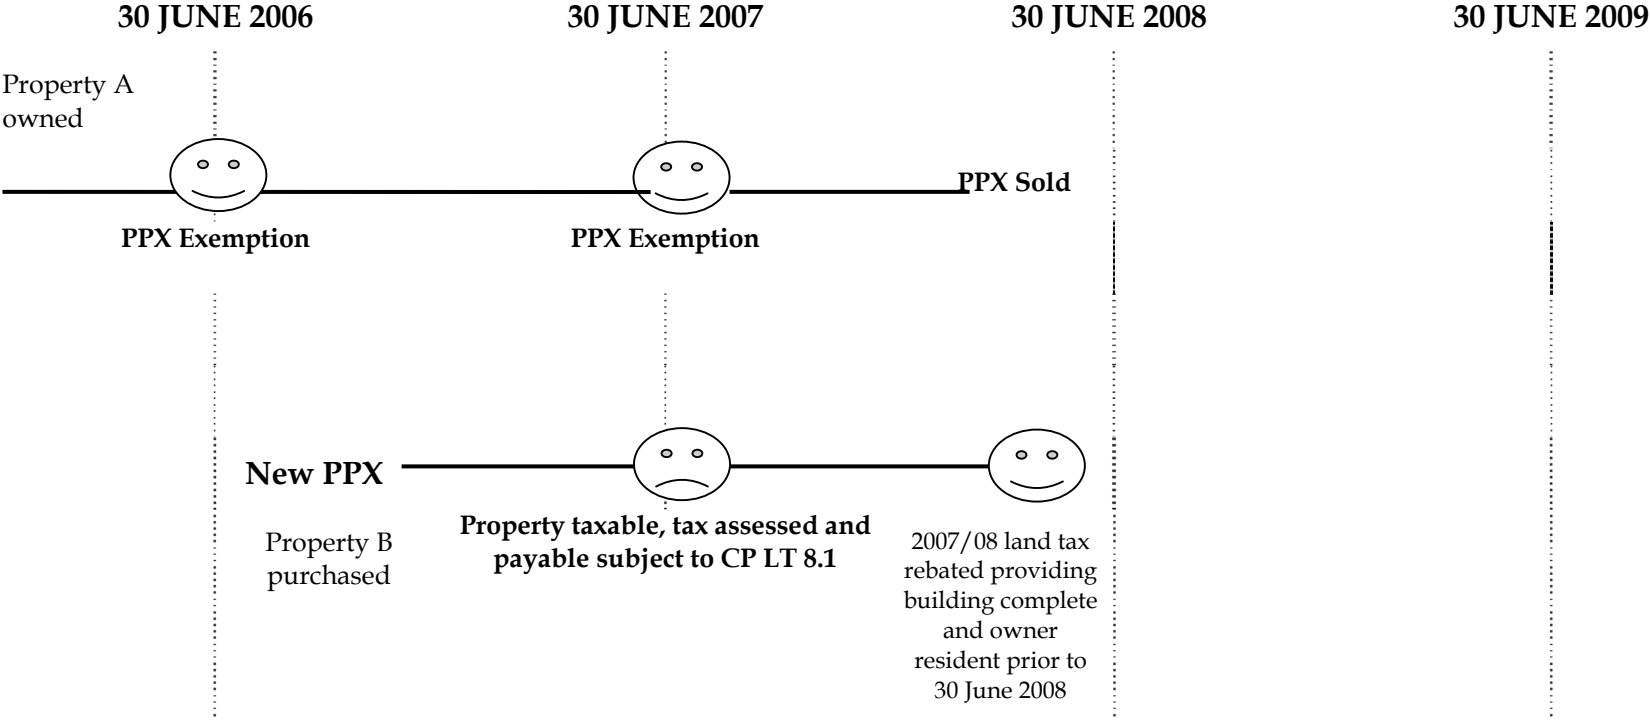 30 JUNE 2006
30 JUNE 2007
30 JUNE 2008
30 JUNE 2009
Property A
owned
PPX Sold
PPX Exemption
PPX Exemption
New PPX
Property B
purchased
Property taxable, tax assessed and
payable subject to CP LT 8.1
2007/08 land tax
rebated providing
building complete
and owner
resident prior to
30 June 2008